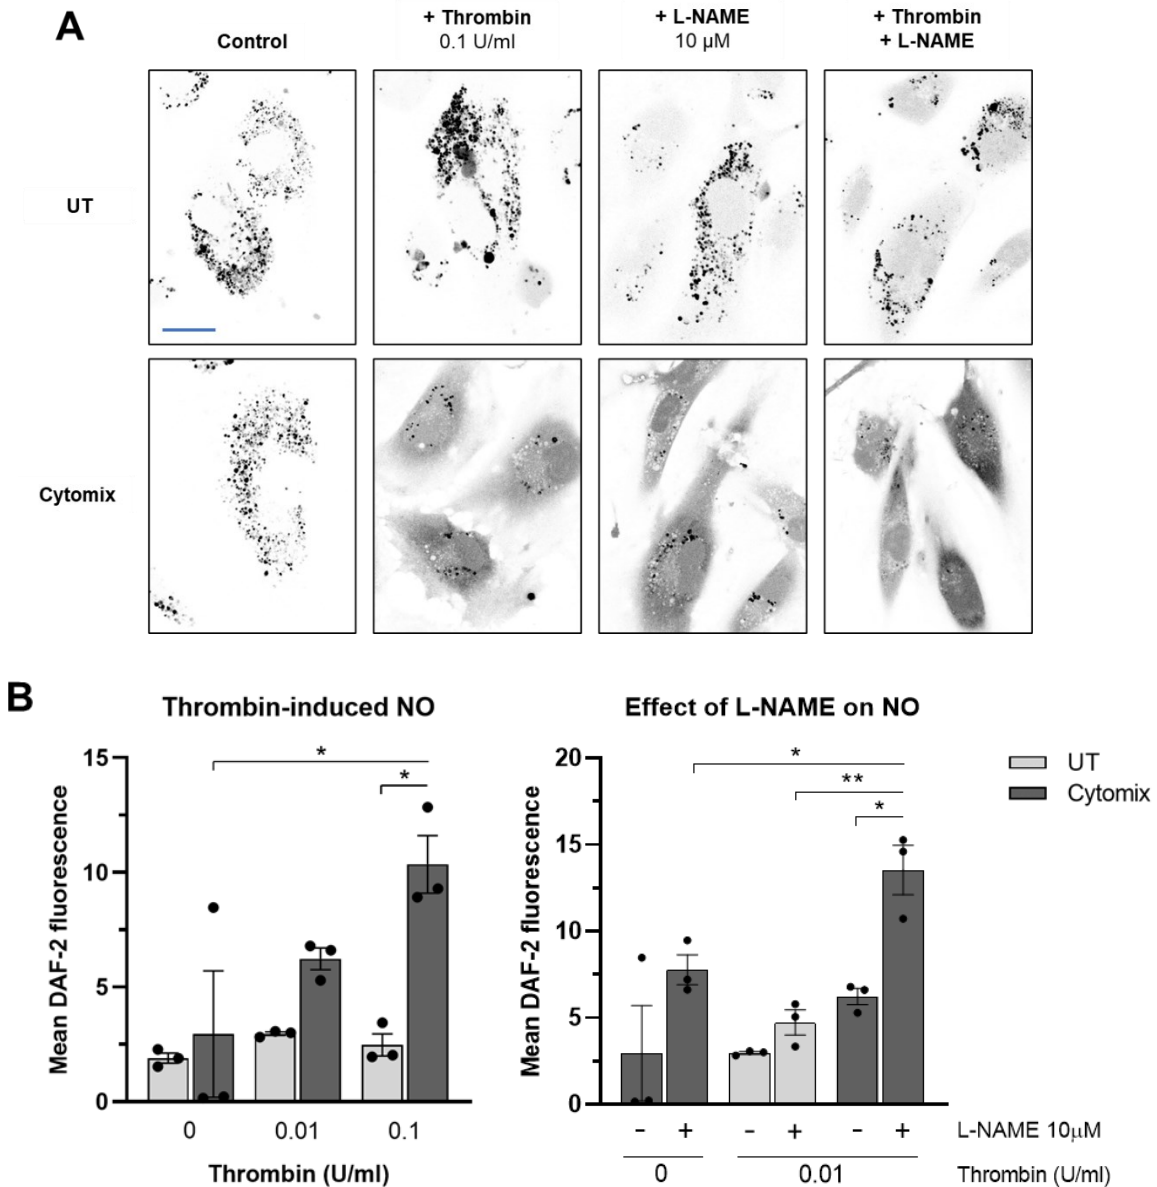 A
Control
+ Thrombin
0.1 U/ml
+ L-NAME
10 µM
+ Thrombin
+ L-NAME
UT
Cytomix
B
Thrombin-induced NO
Mean DAF-2 fluorescence
15
10
5
0
*
*
0
0.01
0.1
Thrombin (U/ml)
Effect of L-NAME on NO
Mean DAF-2 fluorescence
20
15
10
5
0
*
**
*
- + - + - + L-NAME 10µM
0 0.01 Thrombin (U/ml)
UT
Cytomix